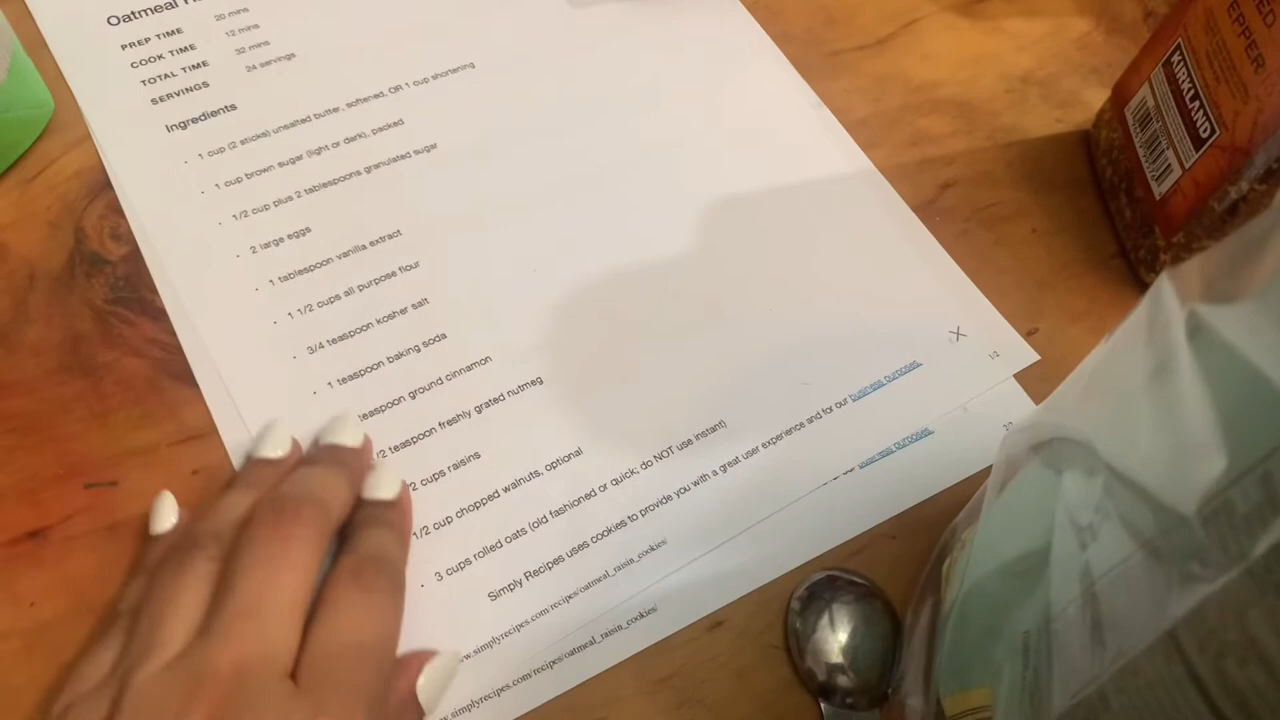 Oatmeal
PREP TIME 20 mins
COOK TIME 12 mins
TOTAL TIME 32 mins
SERVINGS 24 servings
Ingredients
· 1 cup (2 sticks) unsalted butter, softened, OR 1 cup shortening
· 1 cup brown sugar (light or dark), packed
· 1/2 cup plus 2 tablespoons granulated sugar
· 2 large eggs
· 1 tablespoon vanilla extract
· 1 1/2 cups all purpose flour
· 3/4 teaspoon kosher salt
· 1 teaspoon baking soda
teaspoon ground cinnamon
/2 teaspoon freshly grated nutmeg
/2 cups raisins
1/2 cup chopped walnuts, optional
· 3 cups rolled oats (old fashioned or quick; do NOT use instant)
Simply Recipes uses cookies to provide you with a great user experience and for our business purposes.
X
1/2
business purposes.
2/2
w.simplyrecipes.com/recipes/oatmeal_raisin_cookies/
w.simplyrecipes.com/recipes/oatmeal_raisin_cookies/
ED
EPPER
KIRKLAND